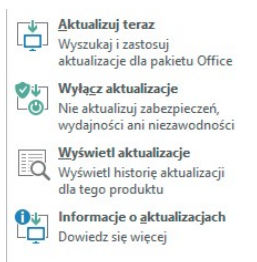 Aktualizuj teraz
Wyszukaj i zastosuj
aktualizacje dla pakietu Office
Wyłącz aktualizacje
Nie aktualizuj zabezpieczeń,
wydajności ani niezawodności
Wyświetl aktualizacje
Wyświetl historię aktualizacji
dla tego produktu
Informacje o aktualizacjach
Dowiedz się więcej